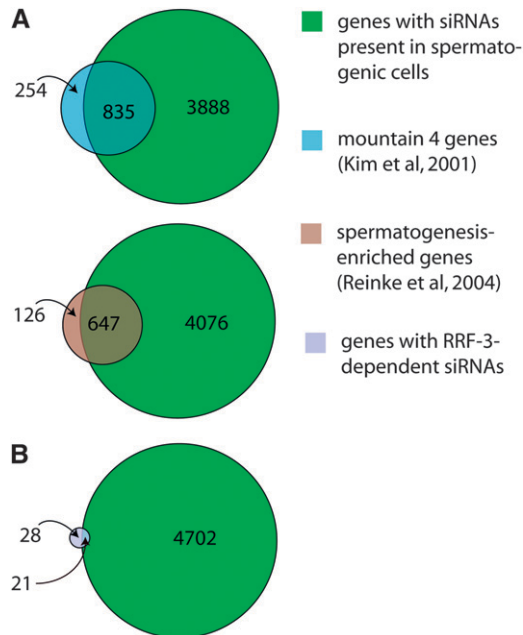 A
254
835
3888
genes with siRNAs
present in spermato-
genic cells
mountain 4 genes
(Kim et al, 2001)
126
647
4076
spermatogenesis-
enriched genes
(Reinke et al, 2004)
genes with RRF-3-
dependent siRNAs
B
28
21
4702